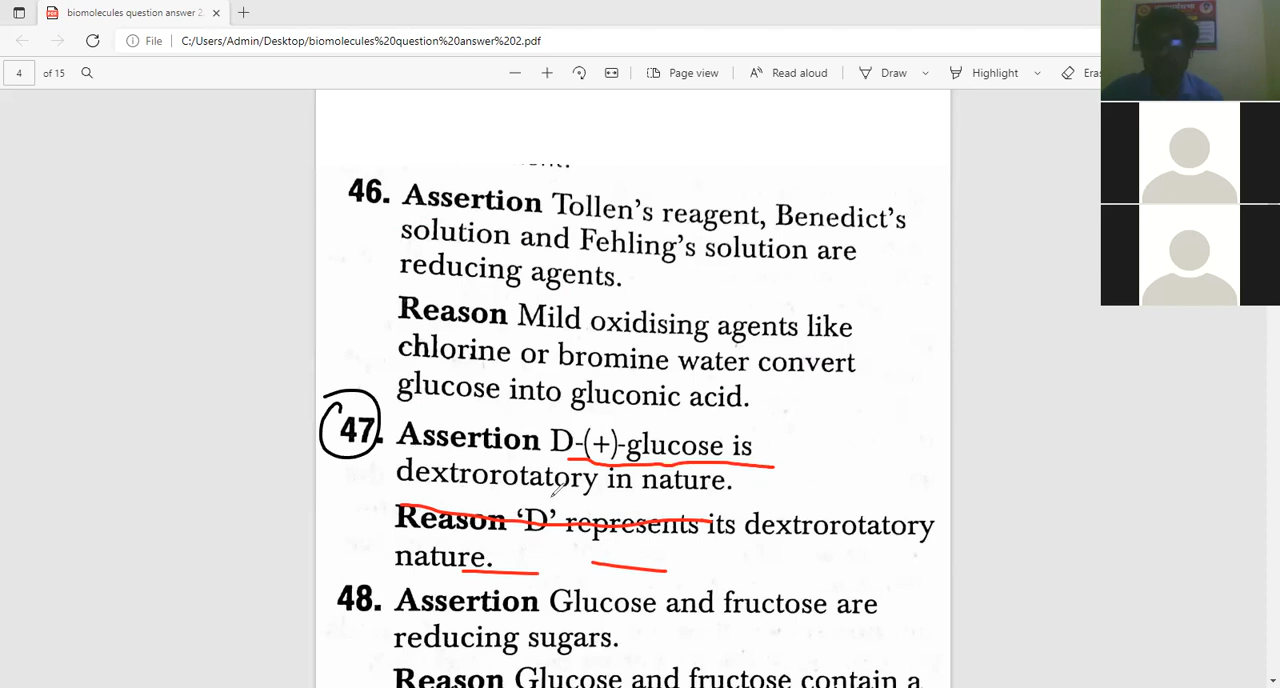 biomolecules question answer 2.
File C:/Users/Admin/Desktop/biomolecules%20question%20answer%202.pdf
4 of 15 Page view Read aloud Draw Highlight Eras
46. Assertion Tollen's reagent, Benedict's
solution and Fehling's solution are
reducing agents.
Reason Mild oxidising agents like
chlorine or bromine water convert
glucose into gluconic acid.
47. Assertion D-(+)-glucose is
dextrorotatory in nature.
Reason 'D' represents its dextrorotatory
nature.
48. Assertion Glucose and fructose are
reducing sugars.
Reason Glucose and fructose contain a